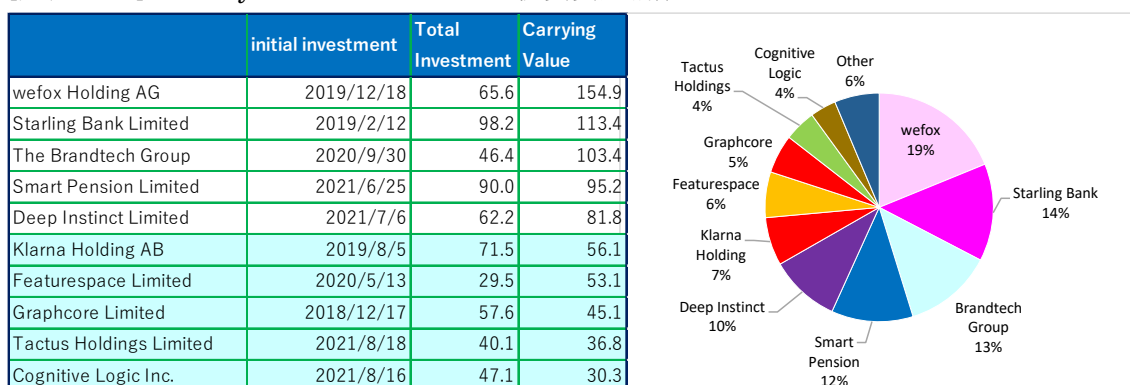 initial investment Total Investment Carrying Value
wefox Holding AG 2019/12/18 65.6 154.9
Starling Bank Limited 2019/2/12 98.2 113.4
The Brandtech Group 2020/9/30 46.4 103.4
Smart Pension Limited 2021/6/25 90.0 95.2
Deep Instinct Limited 2021/7/6 62.2 81.8
Klarna Holding AB 2019/8/5 71.5 56.1
Featurespace Limited 2020/5/13 29.5 53.1
Graphcore Limited 2018/12/17 57.6 45.1
Tactus Holdings Limited 2021/8/18 40.1 36.8
Cognitive Logic Inc. 2021/8/16 47.1 30.3
wefox
19%
Starling Bank
14%
Brandtech
Group
13%
Smart
Pension
12%
Deep Instinct
10%
Klarna
Holding
7%
Featurespace
6%
Graphcore
5%
Tactus
Holdings
4%
Cognitive
Logic
4%
Other
6%